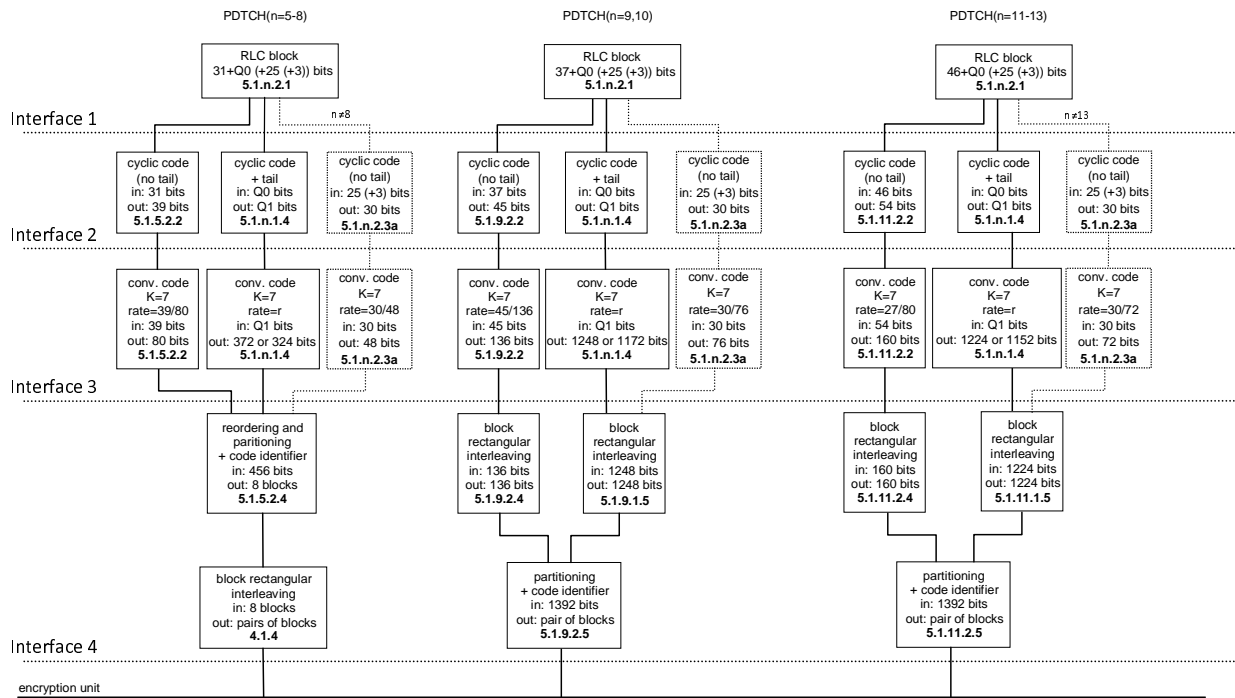 PDTCH(n=5-8)
PDTCH(n=9,10)
PDTCH(n=11-13)
RLC block
31+Q0 (+25 (+3)) bits
5.1.n.2.1
RLC block
37+Q0 (+25 (+3)) bits
5.1.n.2.1
RLC block
46+Q0 (+25 (+3)) bits
5.1.n.2.1
Interface 1
n≠8
n≠13
cyclic code
(no tail)
in: 31 bits
out: 39 bits
5.1.5.2.2
cyclic code
+ tail
in: Q0 bits
out: Q1 bits
5.1.n.1.4
cyclic code
(no tail)
in: 25 (+3) bits
out: 30 bits
5.1.n.2.3a
cyclic code
(no tail)
in: 37 bits
out: 45 bits
5.1.9.2.2
cyclic code
+ tail
in: Q0 bits
out: Q1 bits
5.1.n.1.4
cyclic code
(no tail)
in: 25 (+3) bits
out: 30 bits
5.1.n.2.3a
cyclic code
(no tail)
in: 46 bits
out: 54 bits
5.1.11.2.2
cyclic code
+ tail
in: Q0 bits
out: Q1 bits
5.1.n.1.4
cyclic code
(no tail)
in: 25 (+3) bits
out: 30 bits
5.1.n.2.3a
Interface 2
conv. code
K=7
rate=39/80
in: 39 bits
out: 80 bits
5.1.5.2.2
conv. code
K=7
rate=r
in: Q1 bits
out: 372 or 324 bits
5.1.n.1.4
conv. code
K=7
rate=30/48
in: 30 bits
out: 48 bits
5.1.n.2.3a
conv. code
K=7
rate=45/136
in: 45 bits
out: 136 bits
5.1.9.2.2
conv. code
K=7
rate=r
in: Q1 bits
out: 1248 or 1172 bits
5.1.n.1.4
conv. code
K=7
rate=30/76
in: 30 bits
out: 76 bits
5.1.n.2.3a
conv. code
K=7
rate=27/80
in: 54 bits
out: 160 bits
5.1.11.2.2
conv. code
K=7
rate=r
in: Q1 bits
out: 1224 or 1152 bits
5.1.n.1.4
conv. code
K=7
rate=30/72
in: 30 bits
out: 72 bits
5.1.n.2.3a
Interface 3
reordering and
paritioning
+ code identifier
in: 456 bits
out: 8 blocks
5.1.5.2.4
block
rectangular
interleaving
in: 136 bits
out: 136 bits
5.1.9.2.4
block
rectangular
interleaving
in: 1248 bits
out: 1248 bits
5.1.9.1.5
block
rectangular
interleaving
in: 160 bits
out: 160 bits
5.1.11.2.4
block
rectangular
interleaving
in: 1224 bits
out: 1224 bits
5.1.11.1.5
block rectangular
interleaving
in: 8 blocks
out: pairs of blocks
4.1.4
partitioning
+ code identifier
in: 1392 bits
out: pair of blocks
5.1.9.2.5
partitioning
+ code identifier
in: 1392 bits
out: pair of blocks
5.1.11.2.5
Interface 4
encryption unit